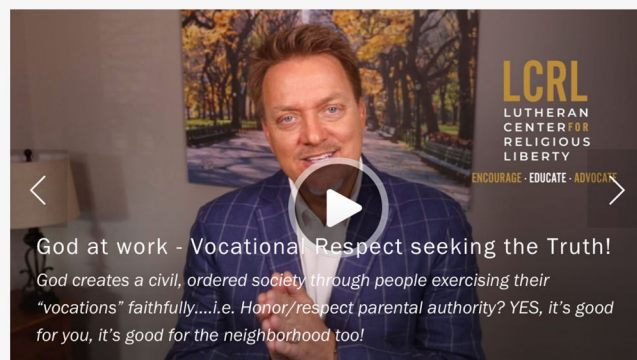 LCRL
LUTHERAN
CENTER FOR
RELIGIOUS
LIBERTY
ENCOURAGE · EDUCATE · ADVOCATE
God at work - Vocational Respect seeking the Truth!
God creates a civil, ordered society through people exercising their
“vocations” faithfully....i.e. Honor/respect parental authority? YES, it’s good
for you, it’s good for the neighborhood too!